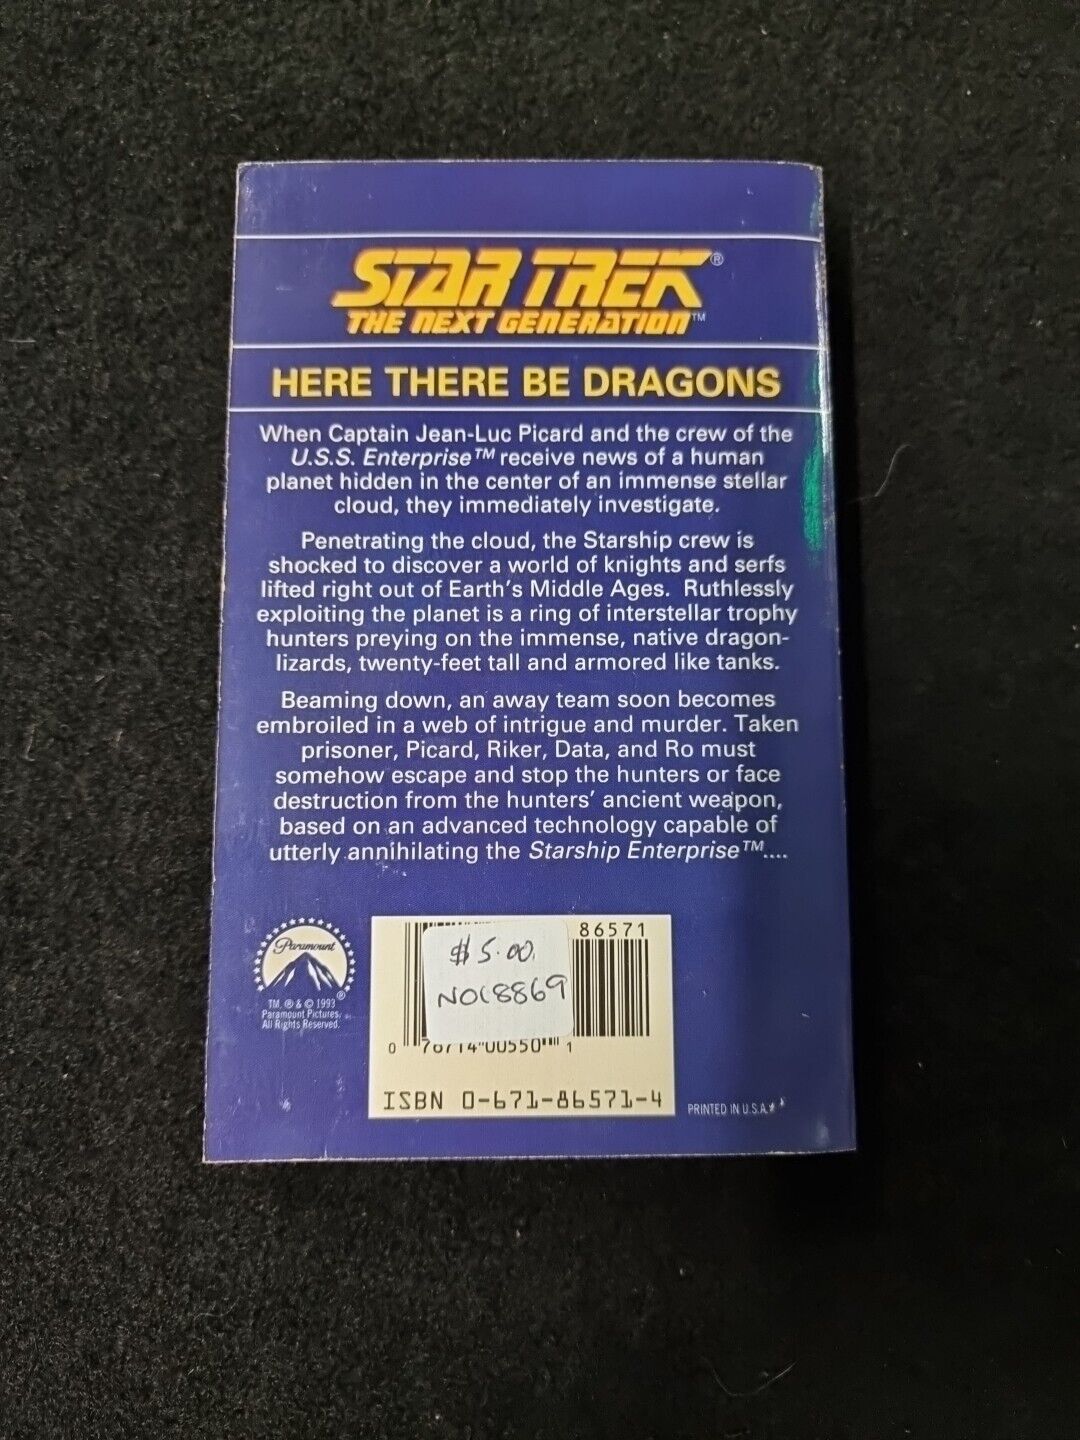 STAR TREK®
THE NEXT GENERATION™
HERE THERE BE DRAGONS
When Captain Jean-Luc Picard and the crew of the
U.S.S. Enterprise™ receive news of a human
planet hidden in the center of an immense stellar
cloud, they immediately investigate.
Penetrating the cloud, the Starship crew is
shocked to discover a world of knights and serfs
lifted right out of Earth's Middle Ages. Ruthlessly
exploiting the planet is a ring of interstellar trophy
hunters preying on the immense, native dragon-
lizards, twenty-feet tall and armored like tanks.
Beaming down, an away team soon becomes
embroiled in a web of intrigue and murder. Taken
prisoner, Picard, Riker, Data, and Ro must
somehow escape and stop the hunters or face
destruction from the hunters' ancient weapon,
based on an advanced technology capable of
utterly annihilating the Starship Enterprise™....
Paramount
TM, ® & © 1993
Paramount Pictures.
All Rights Reserved.
86571
$5.00.
0 76714 00550 1
ISBN 0-671-86571-4
PRINTED IN U.S.A.